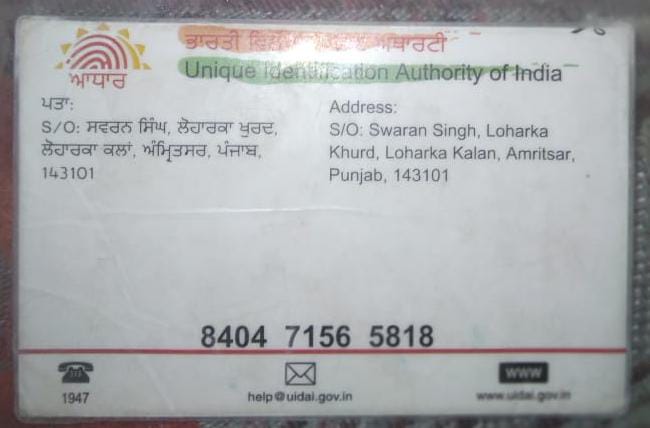 ਭਾਰਤੀ ਅਥਾਰਟੀ
Unique Identification Authority of India
ਆਧਾਰ
ਪਤਾ:
S/O: ਸਵਰਨ ਸਿੰਘ, ਲੋਹਾਰਕਾ ਖੁਰਦ,
ਲੋਹਾਰਕਾ ਕਲਾਂ, ਅੰਮ੍ਰਿਤਸਰ, ਪੰਜਾਬ,
143101
Address:
S/O: Swaran Singh, Loharka
Khurd, Loharka Kalan, Amritsar,
Punjab, 143101
8404 7156 5818
1947
help@uidai.gov.in
www
www.uidai.gov.in